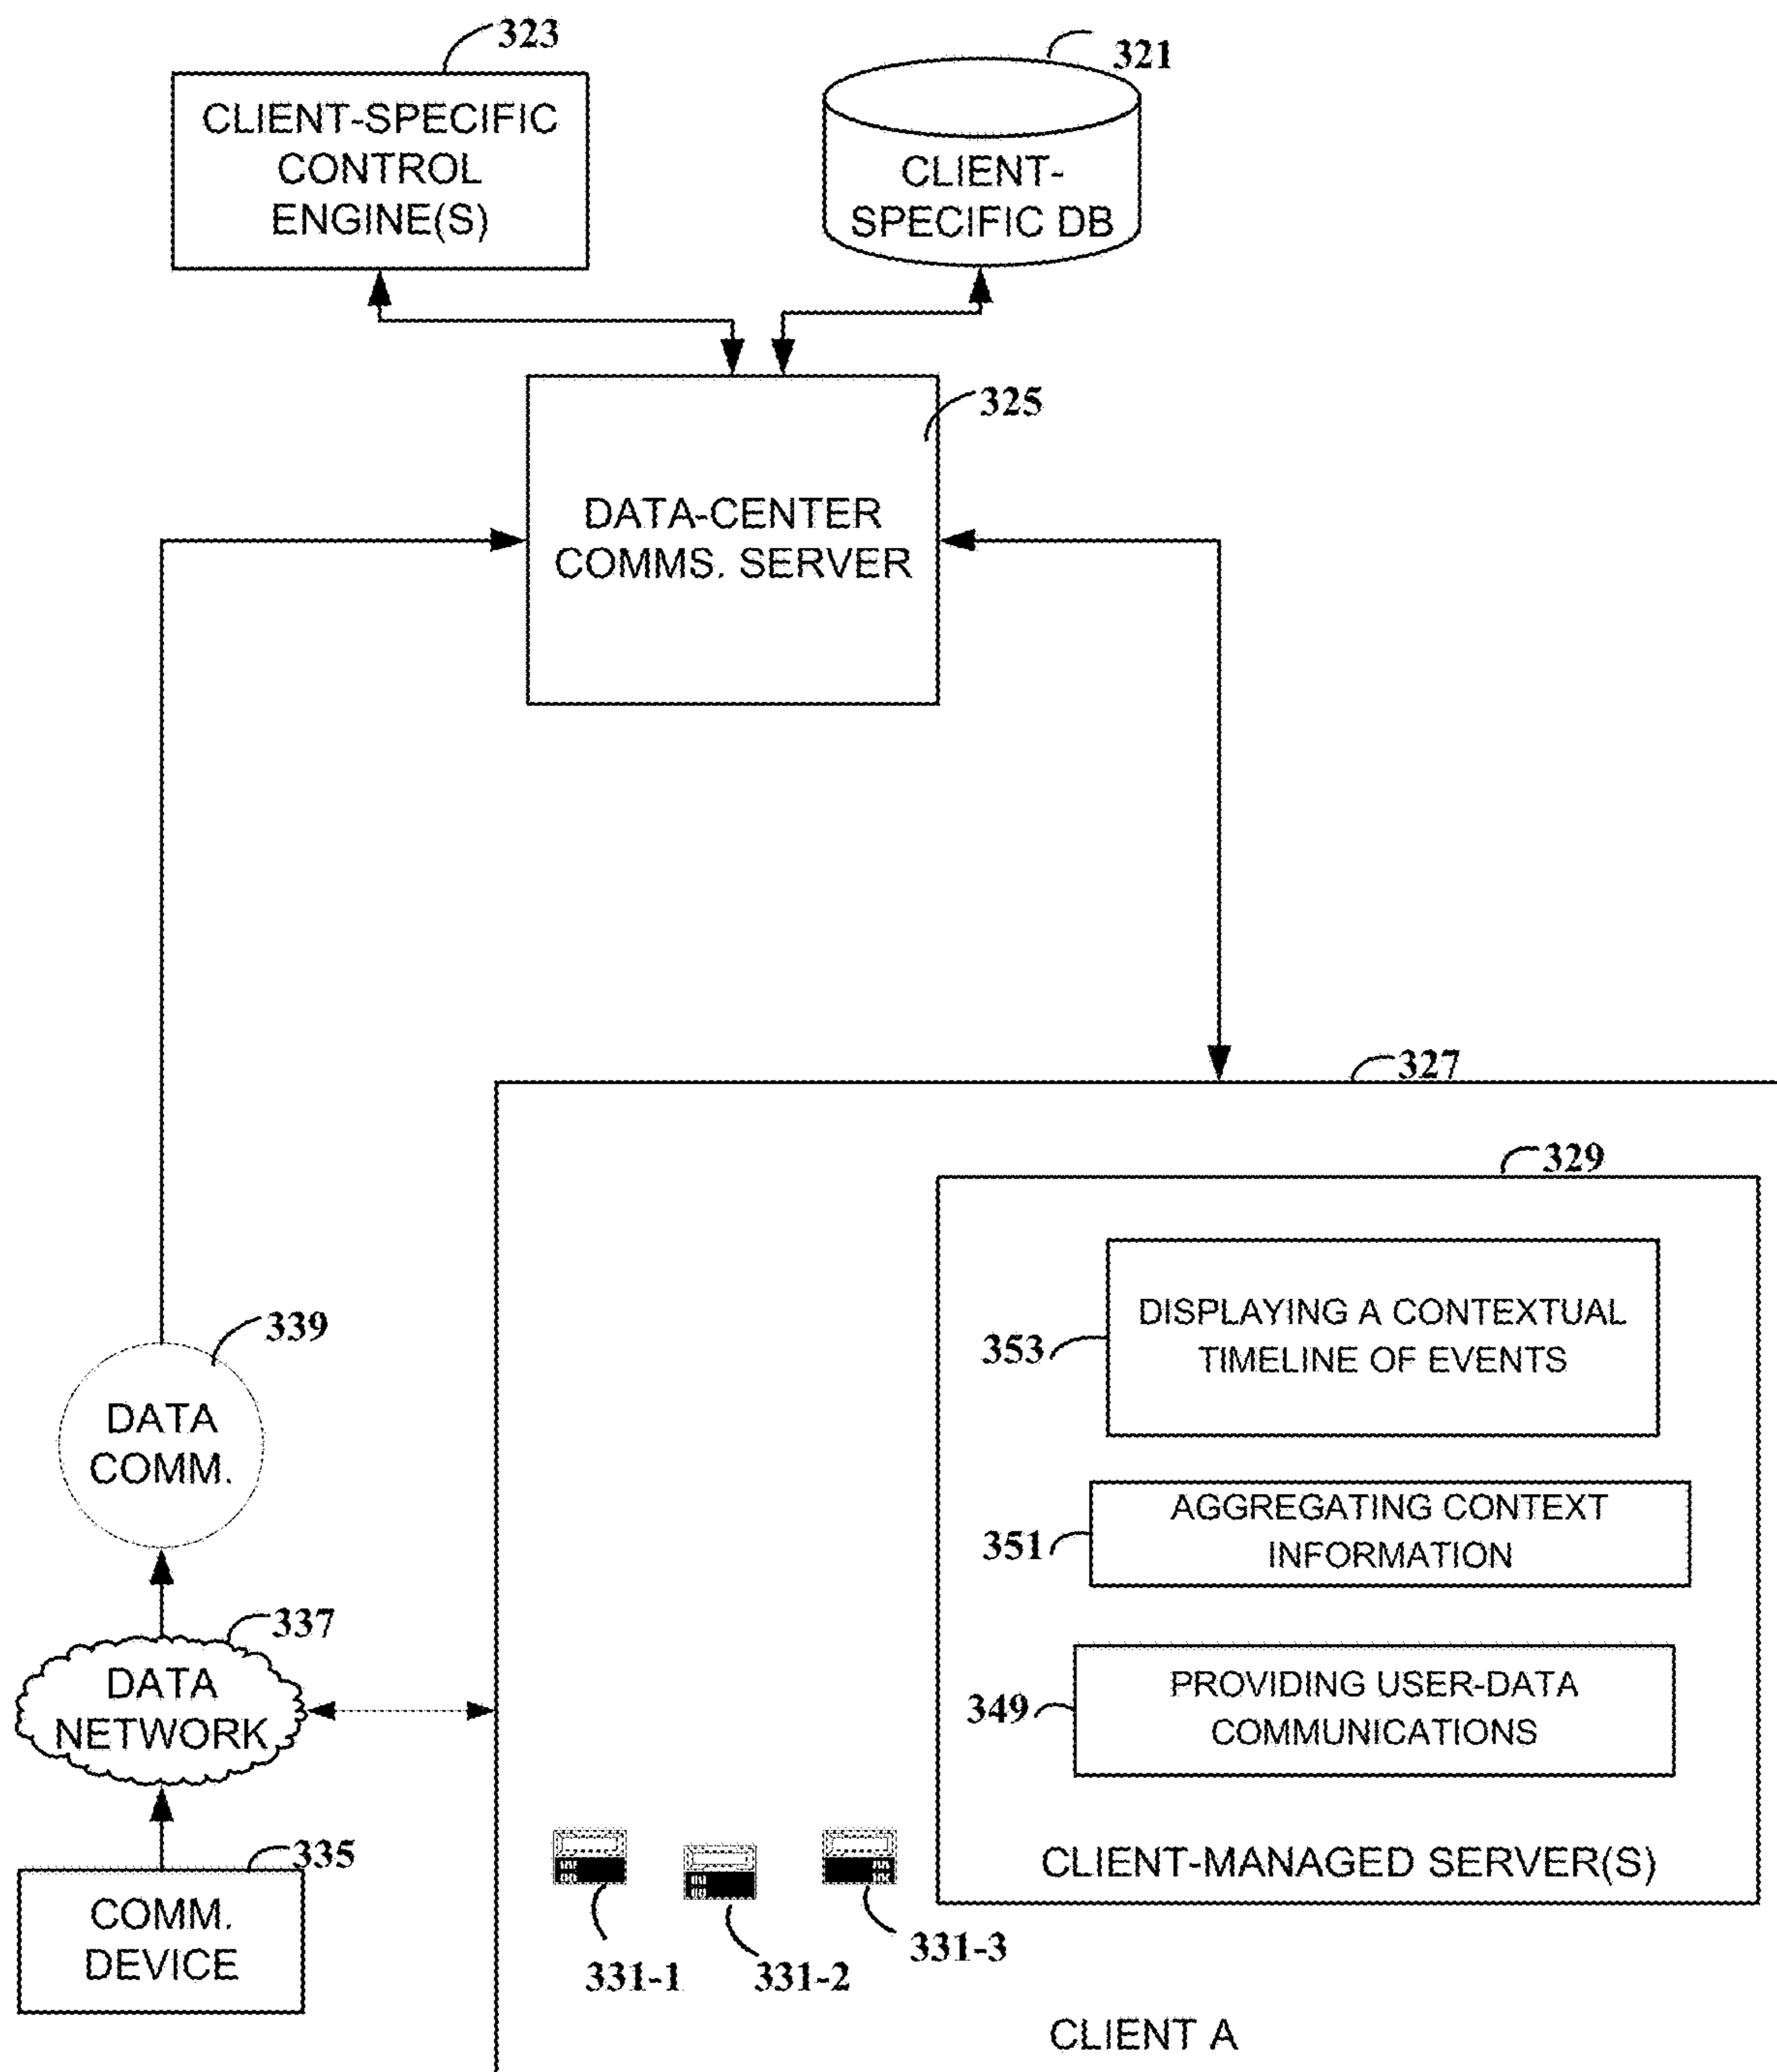 323
CLIENT-SPECIFIC
CONTROL
ENGINE(S)
321
CLIENT-
SPECIFIC DB
325
DATA-CENTER
COMMS. SERVER
327
329
353
DISPLAYING A CONTEXTUAL
TIMELINE OF EVENTS
339
DATA
COMM.
351
AGGREGATING CONTEXT
INFORMATION
337
DATA
NETWORK
349
PROVIDING USER-DATA
COMMUNICATIONS
335
COMM.
DEVICE
CLIENT-MANAGED SERVER(S)
331-1
331-2
331-3
CLIENT A